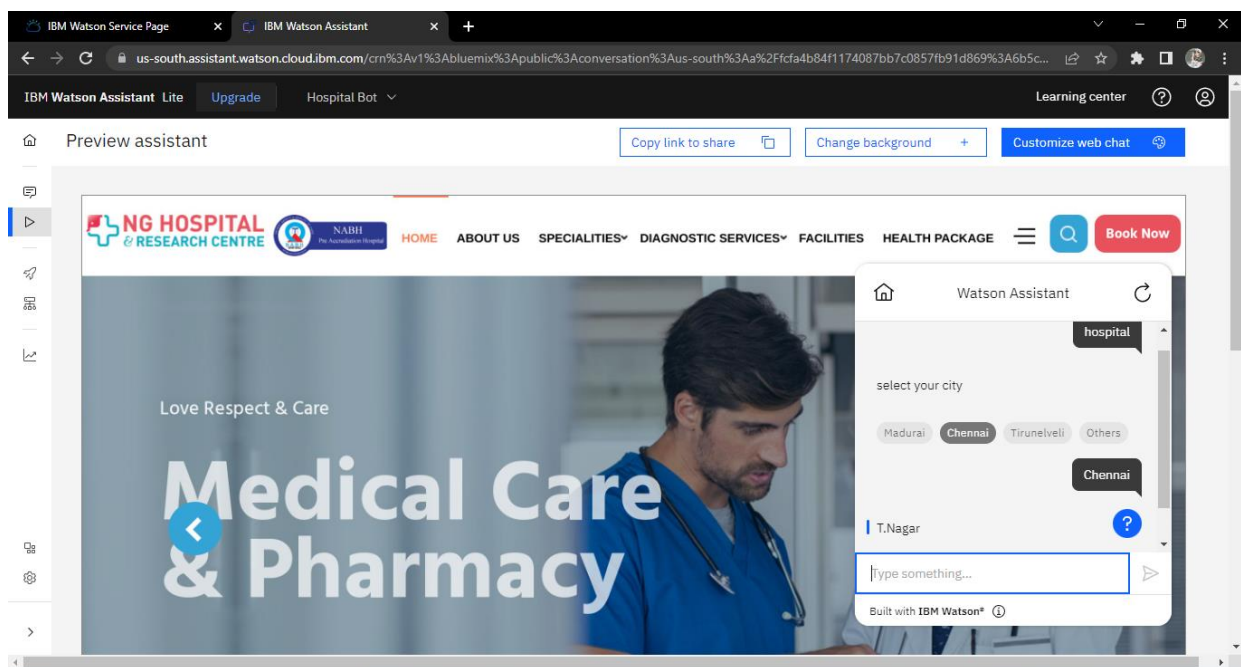 IBM Watson Service Page
IBM Watson Assistant
us-south.assistant.watson.cloud.ibm.com/crn%3Av1%3Abluemix%3Apublic%3Aconversation%3Aus-south%3Aa%2Ffcfa4b84f1174087bb7c0857fb91d869%3A6b5c...
IBM Watson Assistant Lite Upgrade Hospital Bot Learning center
Preview assistant Copy link to share Change background + Customize web chat
NG HOSPITAL
& RESEARCH CENTRE
NABH
Pre Accrediation Hospital
HOME ABOUT US SPECIALITIES DIAGNOSTIC SERVICES FACILITIES HEALTH PACKAGE Book Now
Watson Assistant
hospital
select your city
Madurai Chennai Tirunelveli Others
Chennai
T.Nagar ?
Type something...
Built with IBM Watson®
Love Respect & Care
Medical Care
& Pharmacy